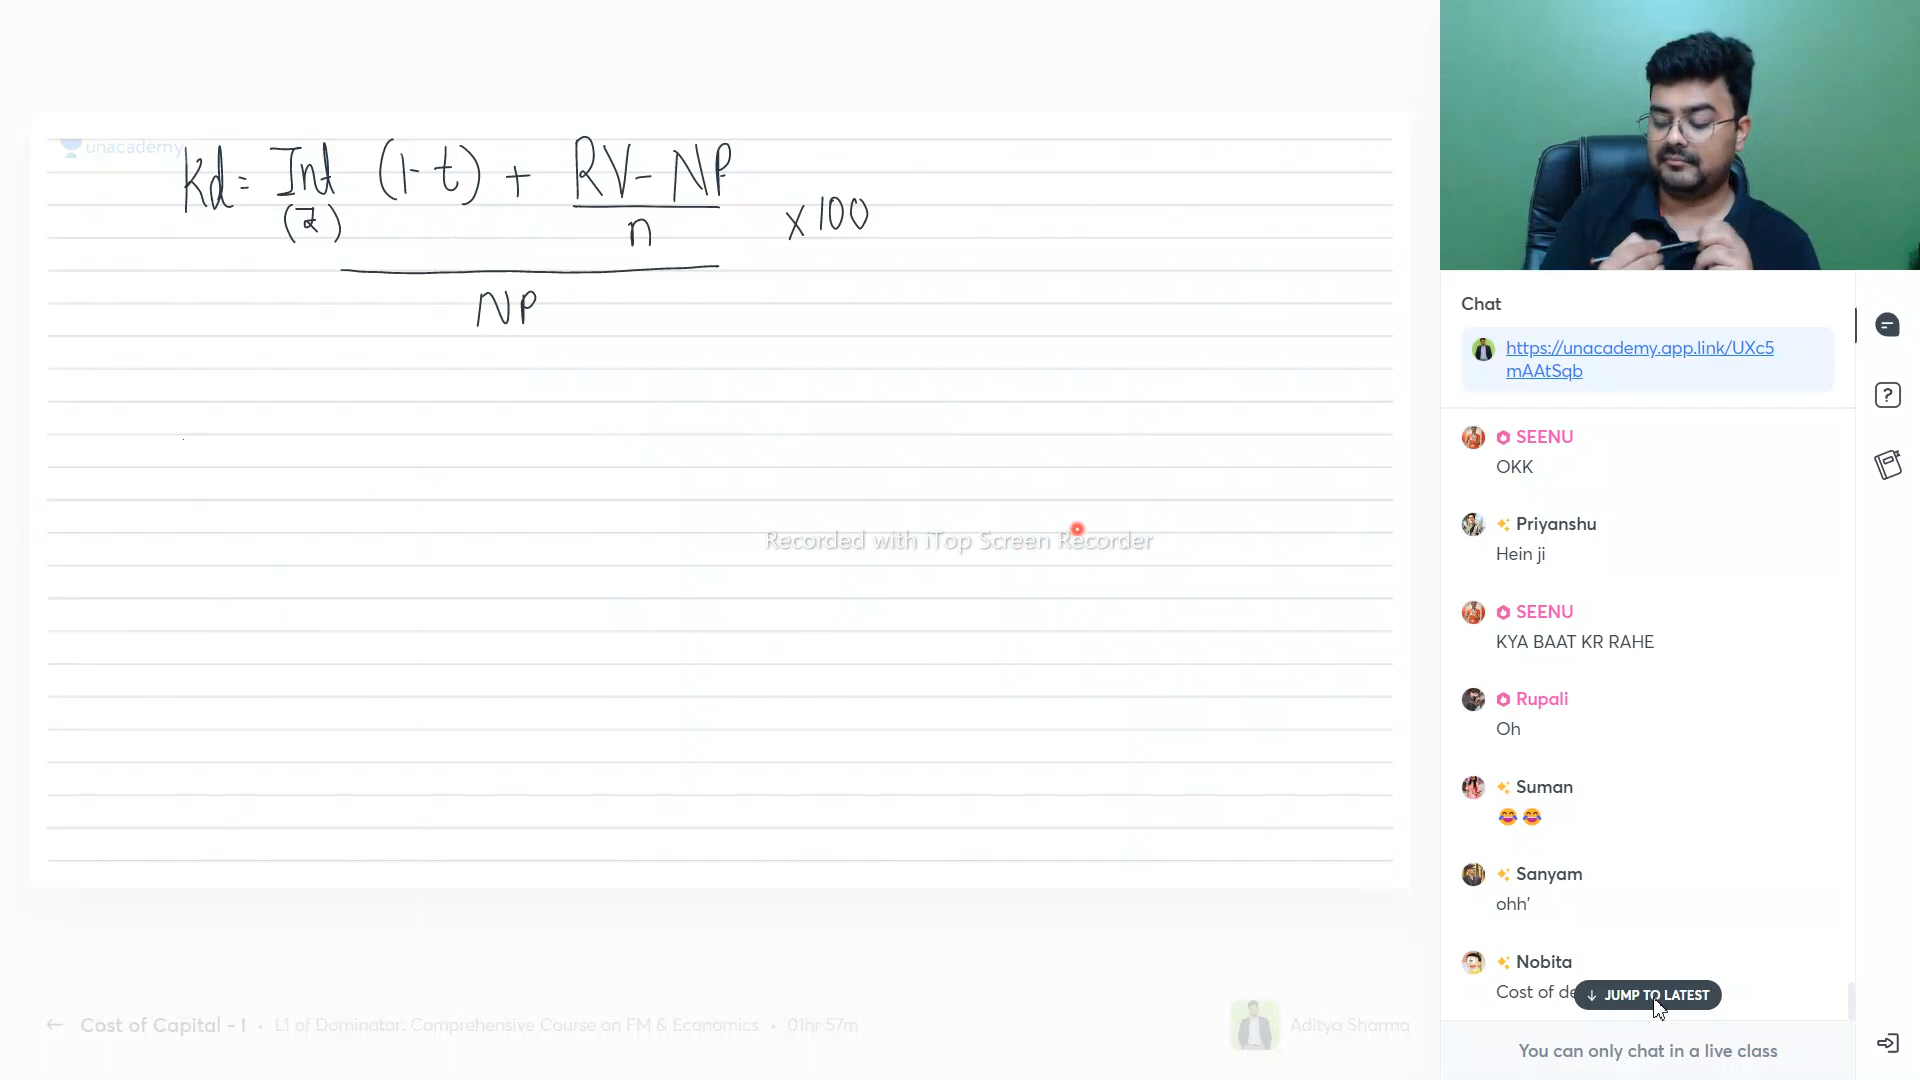 unacademy
Kd = Int (1-t) + RV - NP
(₹) n x 100
NP
Recorded with iTop Screen Recorder
← Cost of Capital - I • L1 of Dominator: Comprehensive Course on FM & Economics • 01hr 57m
Aditya Sharma
Chat
https://unacademy.app.link/UXc5
mAAtSqb
SEENU
OKK
Priyanshu
Hein ji
SEENU
KYA BAAT KR RAHE
Rupali
Oh
Suman
😂 😂
Sanyam
ohh'
Nobita
Cost of de
↓ JUMP TO LATEST
You can only chat in a live class